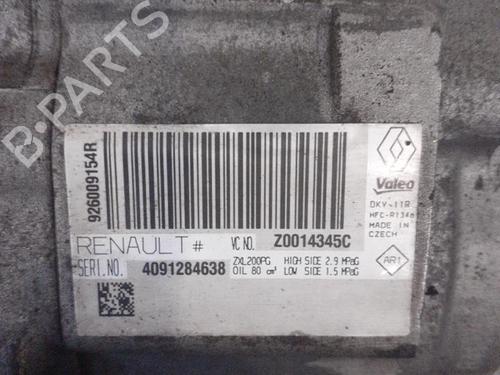 B-PARTS
926009154R
Valeo
DKV-11R
HFC-R134a
MADE IN
CZECH
RENAULT # VC NO. Z0014345C
SERI.NO. 4091284638
ZXL200PG HIGH SIDE 2.9 MPaG
OIL 80 cm³ LOW SIDE 1.5 MPaG
AR1